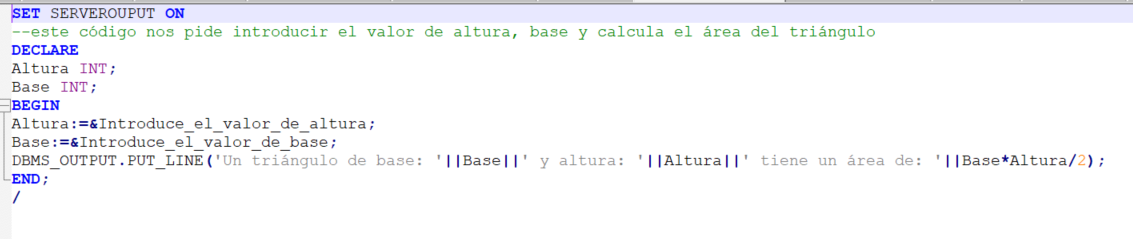 SET SERVEROUPUT ON
--este código nos pide introducir el valor de altura, base y calcula el área del triángulo
DECLARE
Altura INT;
Base INT;
BEGIN
Altura:=&Introduce_el_valor_de_altura;
Base:=&Introduce_el_valor_de_base;
DBMS_OUTPUT.PUT_LINE('Un triángulo de base: '||Base||' y altura: '||Altura||' tiene un área de: '||Base*Altura/2);
END;
/